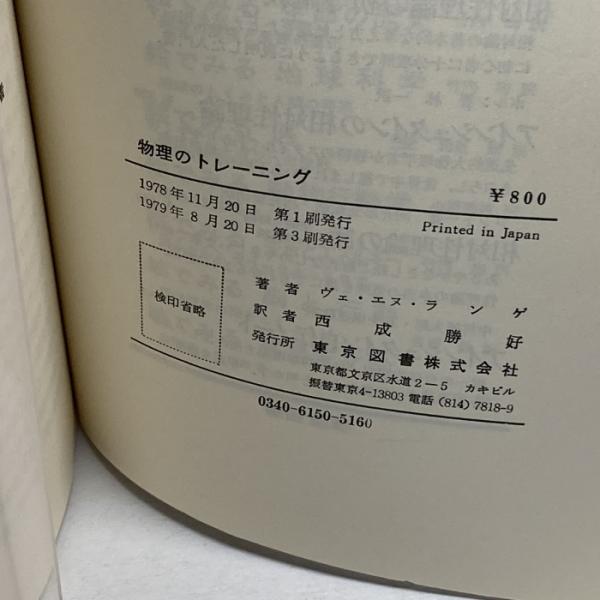 物理のトレーニング
¥800
1978年11月20日 第1刷発行
1979年8月20日 第3刷発行
Printed in Japan
検印省略
著者 ヴェ・エヌ・ランゲ
訳者 西成勝好
発行所 東京図書株式会社
東京都文京区水道2-5 カキビル
振替東京4-13803 電話(814)7818-9
0340-6150-5160